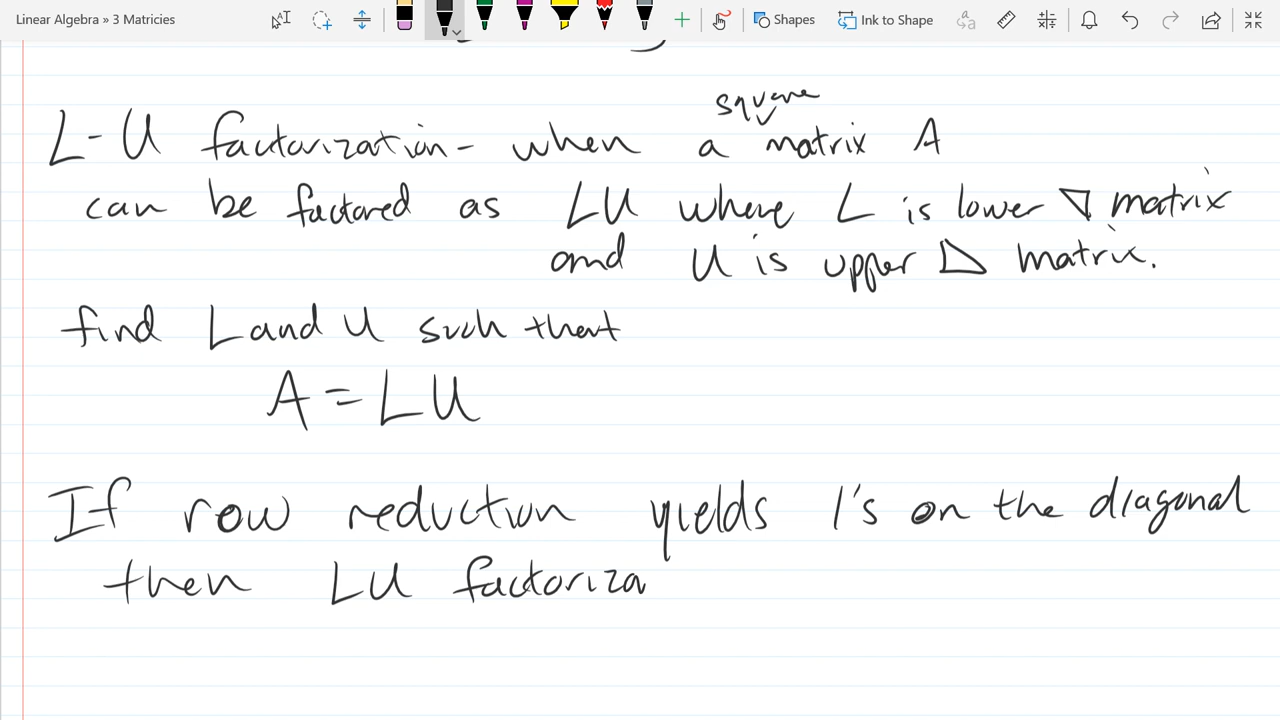 Linear Algebra » 3 Matricies
Shapes
Ink to Shape
square
L-U factorization - when a matrix A
can be factored as LU where L is lower matrix
and U is upper matrix.
find L and U such that
A = LU
If row reduction yields 1's on the diagonal
then LU factoriza